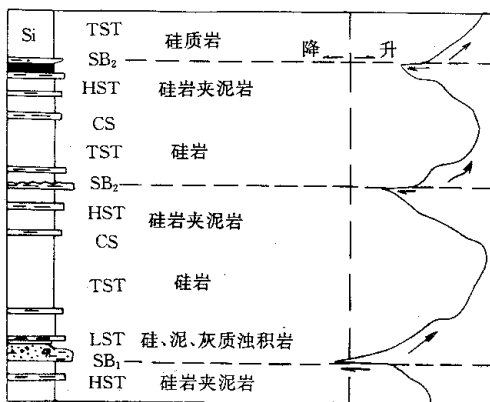 Si TST 硅质岩
降 升
SB₂
HST 硅岩夹泥岩
CS
TST 硅岩
SB₂
HST 硅岩夹泥岩
CS
TST 硅岩
LST 硅、泥、灰质浊积岩
SB₁
HST 硅岩夹泥岩